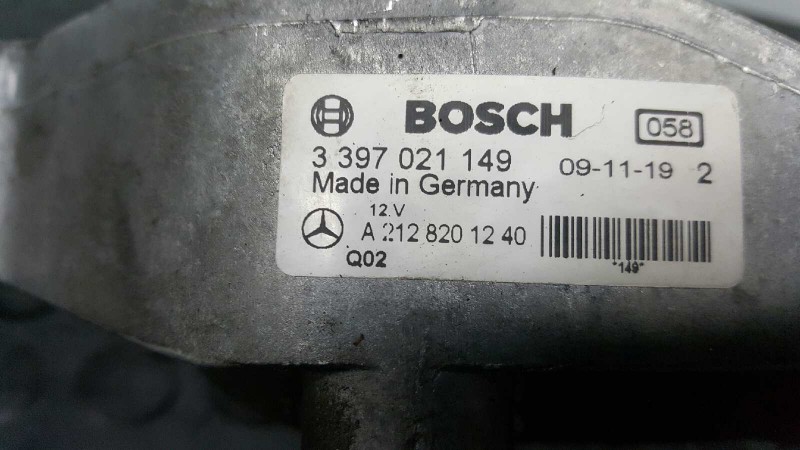 BOSCH 058
3 397 021 149 09-11-19 2
Made in Germany
12.V
A 212 820 12 40
Q02 *149*